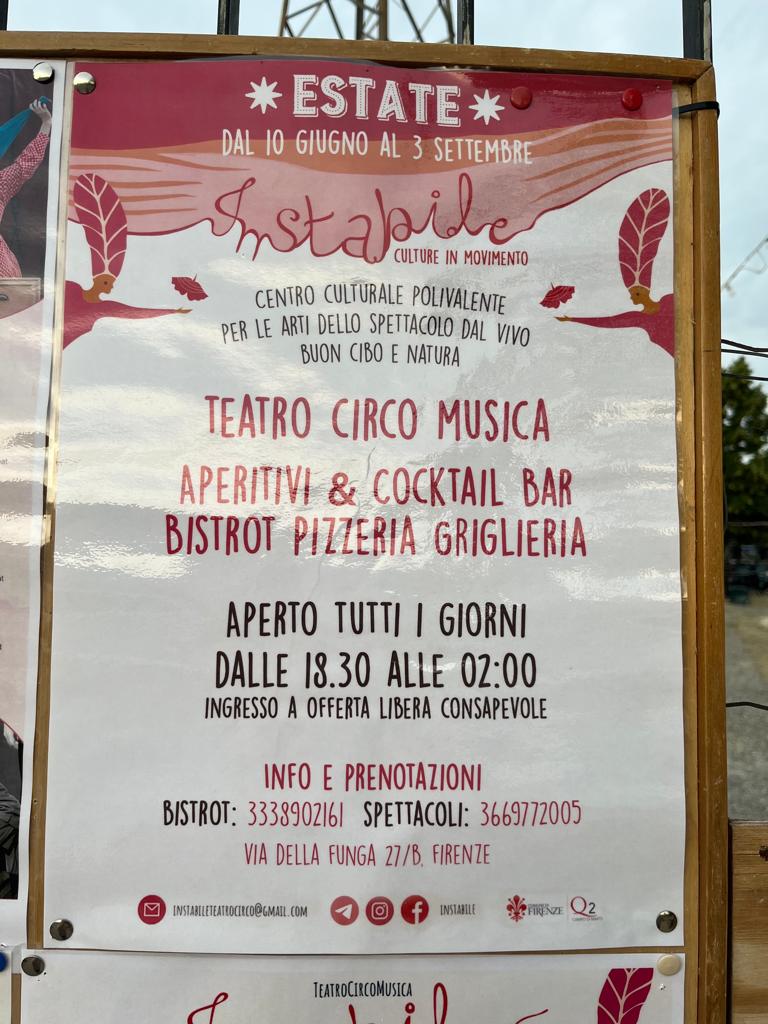 ESTATE
DAL 10 GIUGNO AL 3 SETTEMBRE
Instabile
CULTURE IN MOVIMENTO
CENTRO CULTURALE POLIVALENTE
PER LE ARTI DELLO SPETTACOLO DAL VIVO
BUON CIBO E NATURA
TEATRO CIRCO MUSICA
APERITIVI & COCKTAIL BAR
BISTROT PIZZERIA GRIGLIERIA
APERTO TUTTI I GIORNI
DALLE 18.30 ALLE 02:00
INGRESSO A OFFERTA LIBERA CONSAPEVOLE
INFO E PRENOTAZIONI
BISTROT: 3338902161 SPETTACOLI: 3669772005
VIA DELLA FUNGA 27/B, FIRENZE
INSTABILETEATROCIRCO@GMAIL.COM INSTABILE
COMUNE DI
FIRENZE Q2
TEATROCIRCOMUSICA